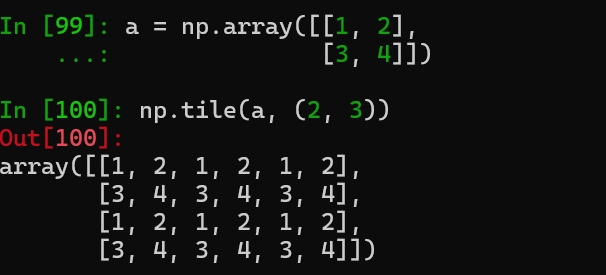 In [99]: a = np.array([[1, 2],
    ...:               [3, 4]])
In [100]: np.tile(a, (2, 3))
Out[100]:
array([[1, 2, 1, 2, 1, 2],
       [3, 4, 3, 4, 3, 4],
       [1, 2, 1, 2, 1, 2],
       [3, 4, 3, 4, 3, 4]])